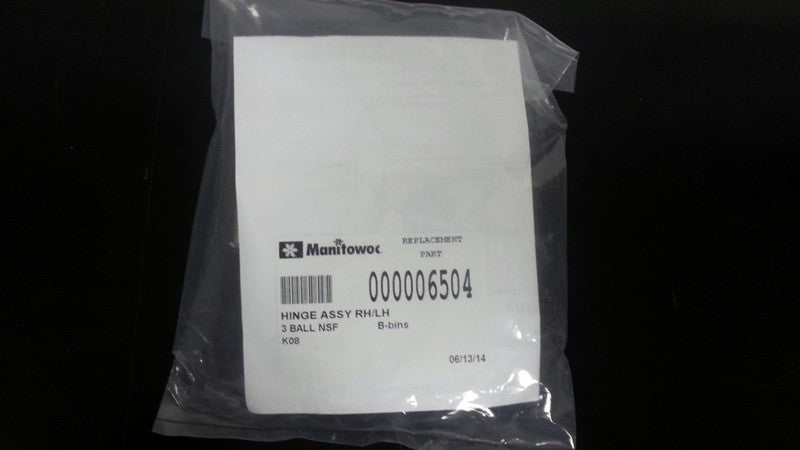 Manitowoc
REPLACEMENT
PART
000006504
HINGE ASSY RH/LH
3 BALL NSF B-bins
K08
06/13/14